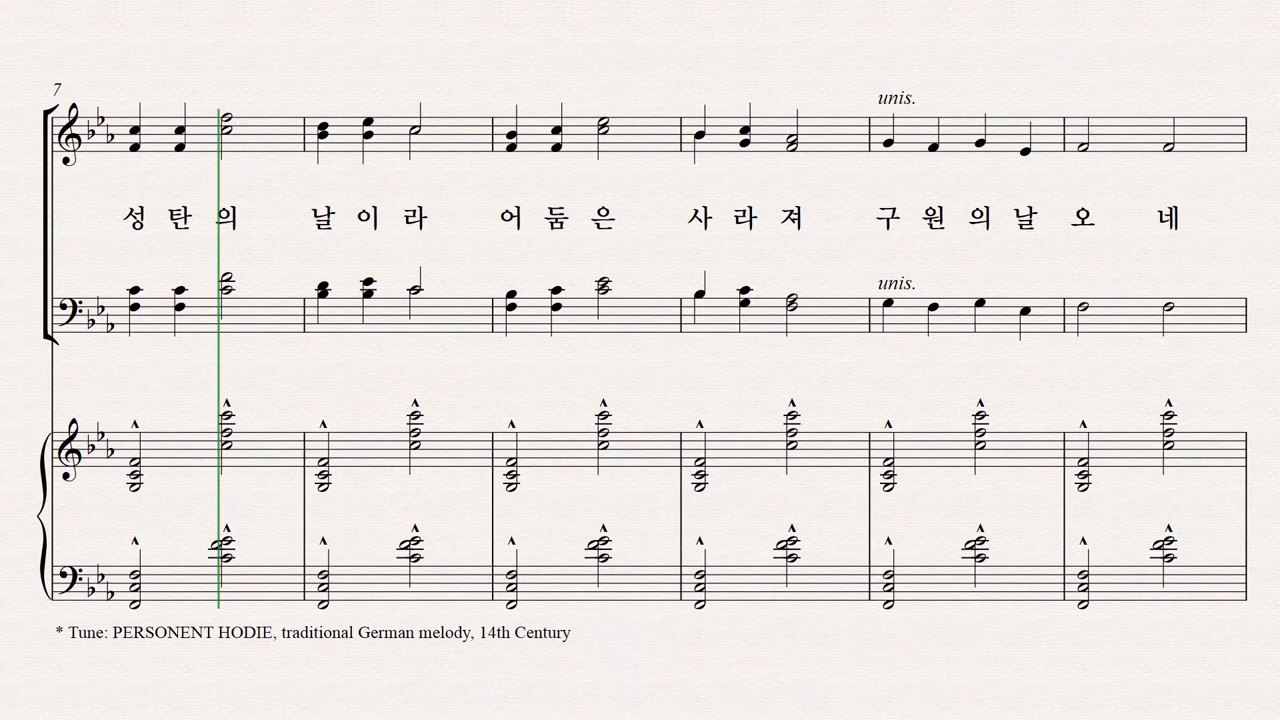 7
unis.
성 탄 의 날 이 라 어 둠 은 사 라 져 구 원 의 날 오 네
unis.
* Tune: PERSONENT HODIE, traditional German melody, 14th Century